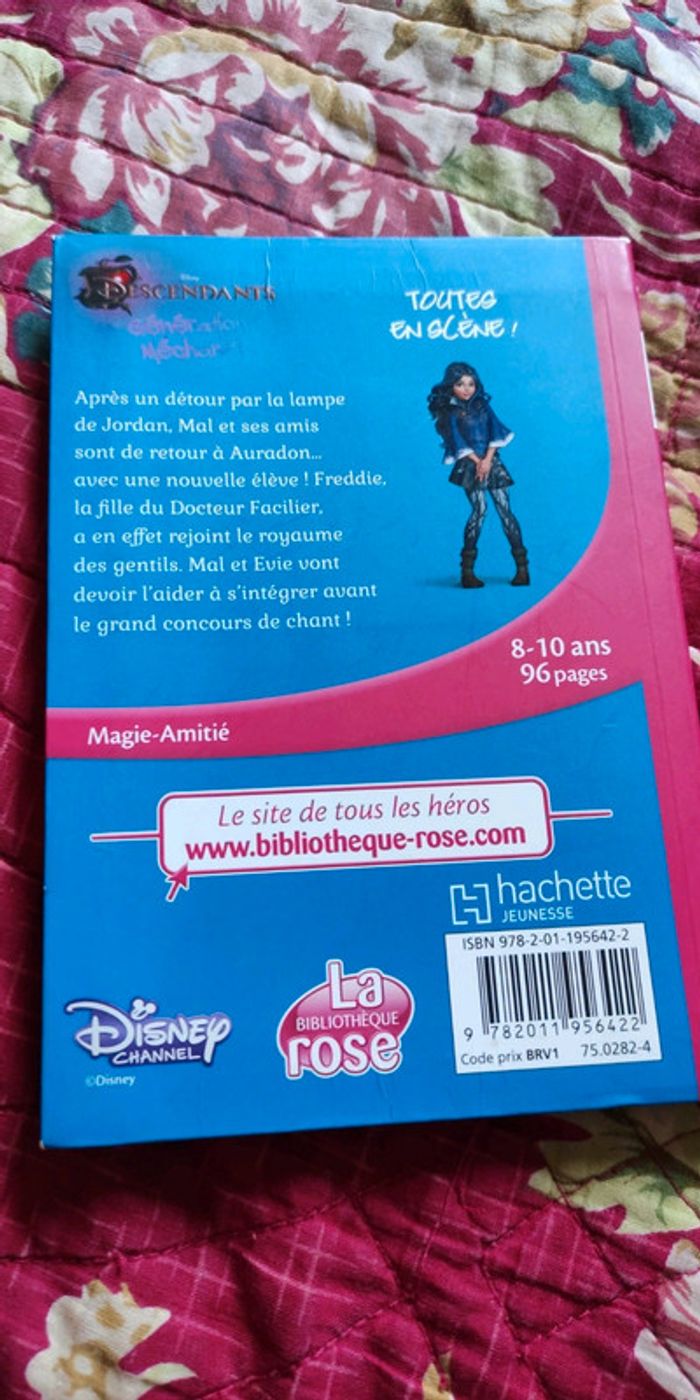 Disney
DESCENDANTS
Génération
Méchants
TOUTES
EN SCÈNE !
Après un détour par la lampe
de Jordan, Mal et ses amis
sont de retour à Auradon...
avec une nouvelle élève ! Freddie,
la fille du Docteur Facilier,
a en effet rejoint le royaume
des gentils. Mal et Evie vont
devoir l'aider à s'intégrer avant
le grand concours de chant !
8-10 ans
96 pages
Magie-Amitié
Le site de tous les héros
www.bibliotheque-rose.com
hachette
JEUNESSE
ISBN 978-2-01-195642-2
9 782011 956422
Code prix BRV1 75.0282-4
DISNEY
CHANNEL
©Disney
La
BIBLIOTHÈQUE
rose